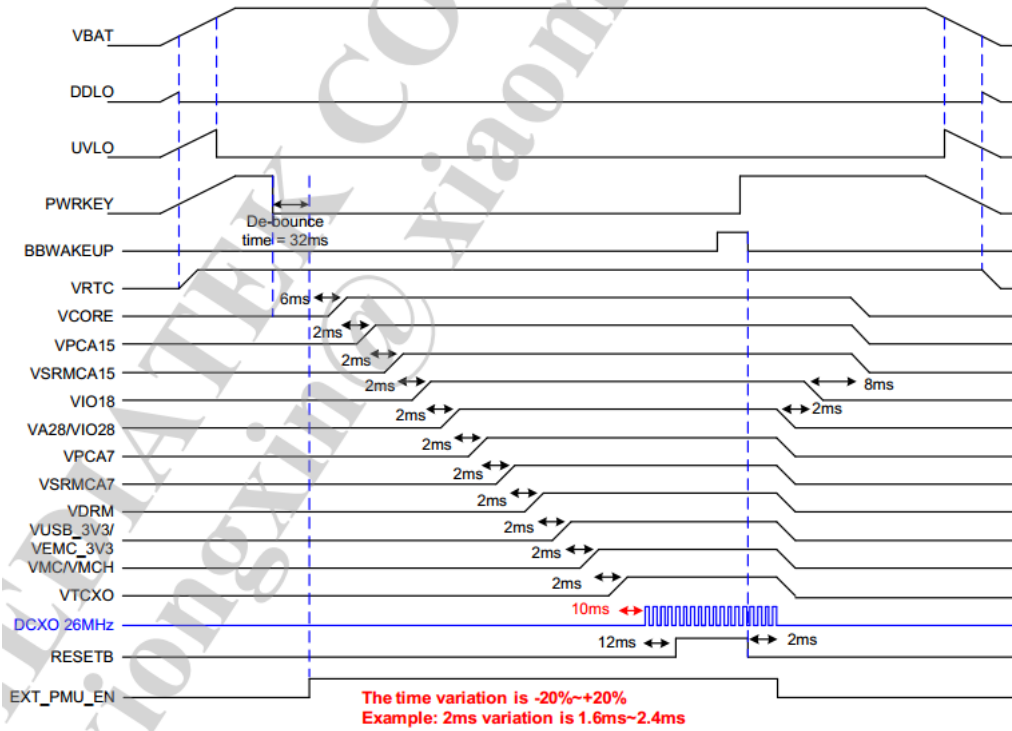 VBAT
DDLO
UVLO
PWRKEY
De-bounce
time = 32ms
BBWAKEUP
VRTC
6ms
VCORE
2ms
VPCA15
2ms
VSRMCA15
2ms
8ms
VIO18
2ms
2ms
VA28/VIO28
2ms
VPCA7
2ms
VSRMCA7
2ms
VDRM
2ms
VUSB_3V3/
VEMC_3V3
2ms
VMC/VMCH
2ms
VTCXO
10ms
DCXO 26MHz
12ms
2ms
RESETB
EXT_PMU_EN
The time variation is -20%~+20%
Example: 2ms variation is 1.6ms~2.4ms